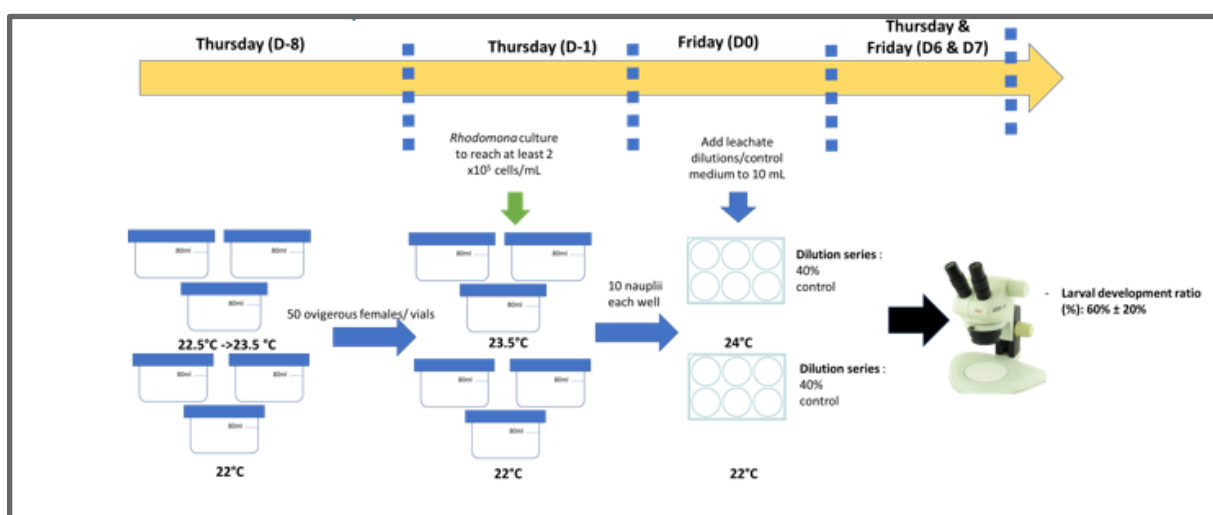 Thursday (D-8)
Thursday (D-1)
Friday (D0)
Thursday &
Friday (D6 & D7)
Rhodomona culture
to reach at least 2
x10⁵ cells/mL
Add leachate
dilutions/control
medium to 10 mL
80ml
80ml
80ml
22.5°C ->23.5 °C
80ml
80ml
80ml
22°C
50 ovigerous females/ vials
80ml
80ml
80ml
23.5°C
80ml
80ml
80ml
22°C
10 nauplii
each well
24°C
Dilution series :
40%
control
22°C
Dilution series :
40%
control
- Larval development ratio
(%): 60% ± 20%